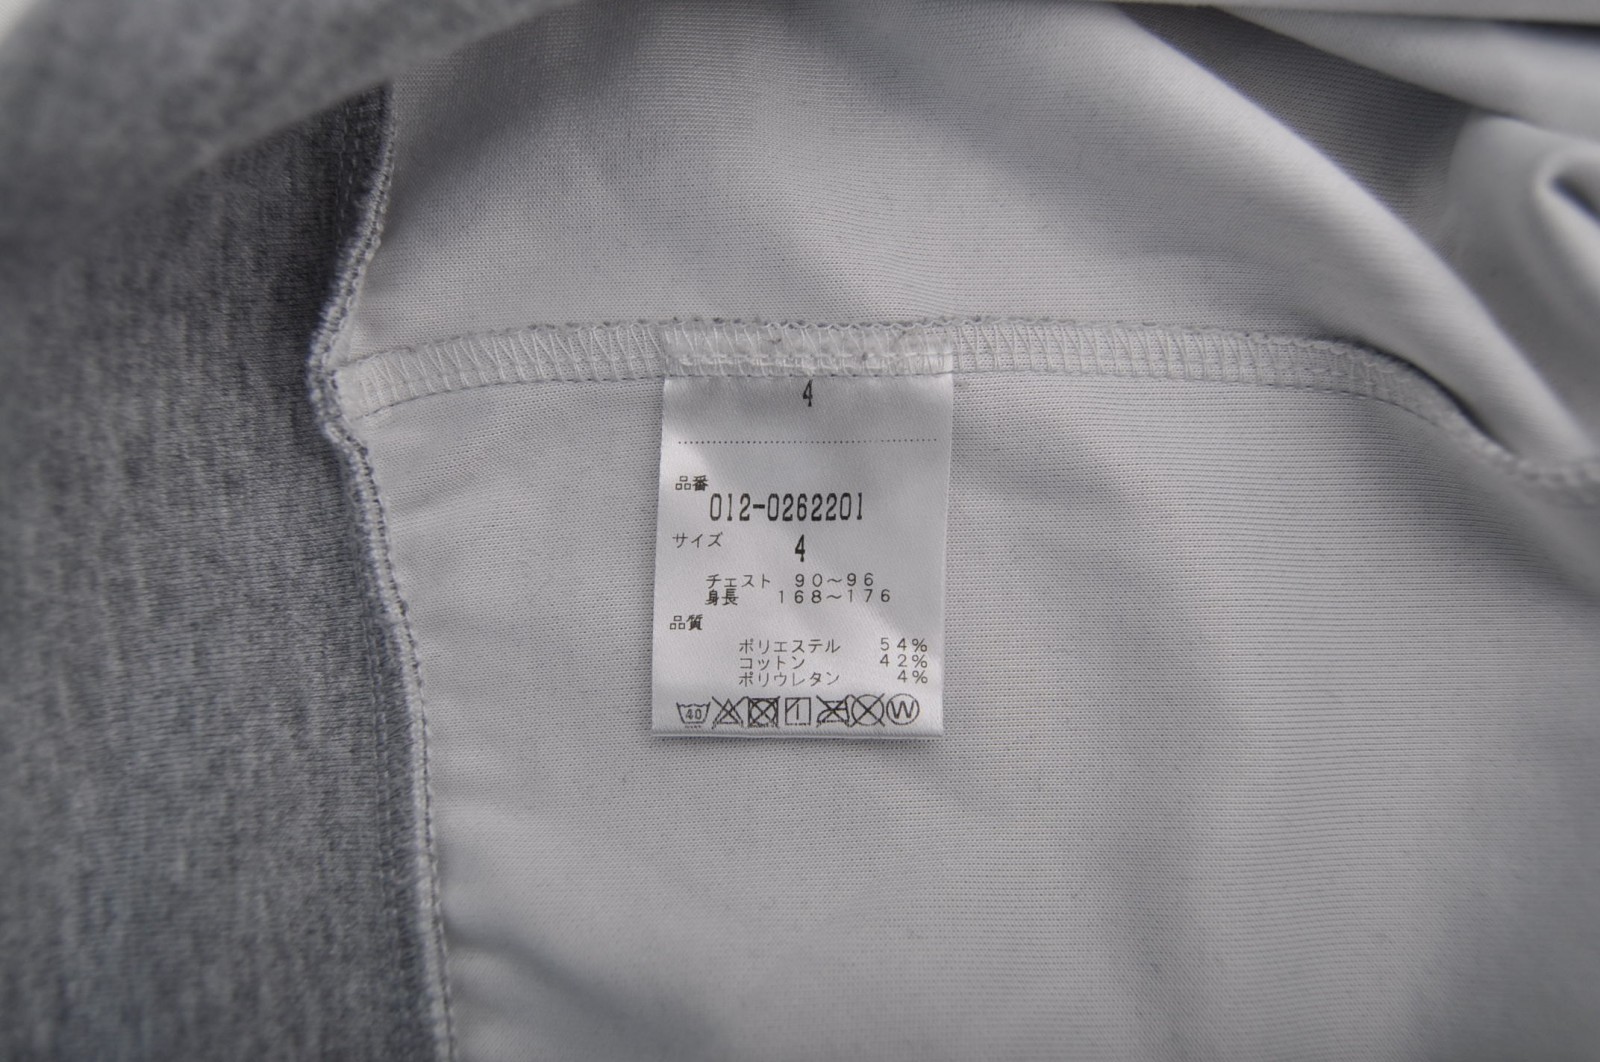 4
品番
012-0262201
サイズ 4
チェスト 90～96
身長 168～176
品質
ポリエステル 54%
コットン 42%
ポリウレタン 4%
40 W